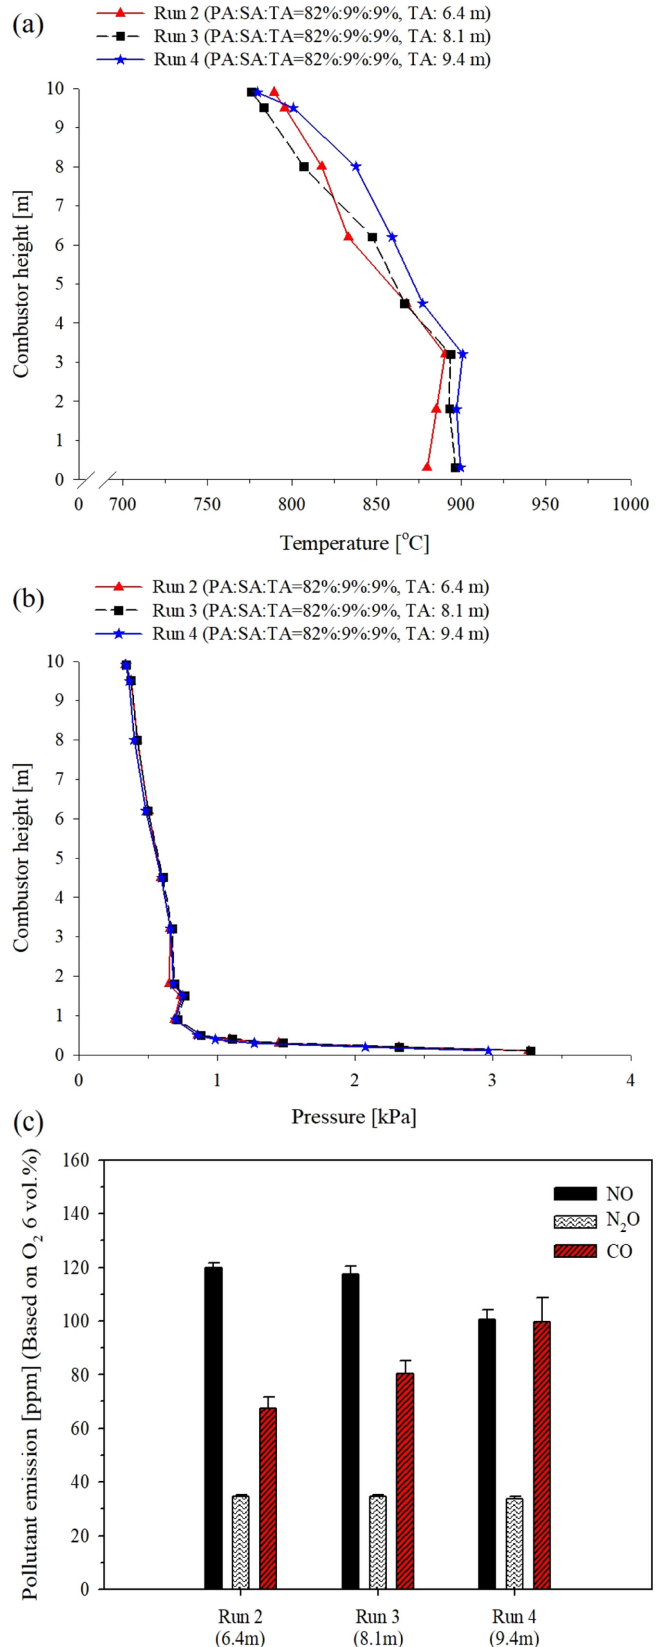 (a)
Run 2 (PA:SA:TA=82%:9%:9%, TA: 6.4 m)
Run 3 (PA:SA:TA=82%:9%:9%, TA: 8.1 m)
Run 4 (PA:SA:TA=82%:9%:9%, TA: 9.4 m)
10
9
8
7
6
5
4
3
2
1
0
Combustor height [m]
0 700 750 800 850 900 950 1000
Temperature [°C]
(b)
Run 2 (PA:SA:TA=82%:9%:9%, TA: 6.4 m)
Run 3 (PA:SA:TA=82%:9%:9%, TA: 8.1 m)
Run 4 (PA:SA:TA=82%:9%:9%, TA: 9.4 m)
10
9
8
7
6
5
4
3
2
1
0
Combustor height [m]
0 1 2 3 4
Pressure [kPa]
(c)
160
140
120
100
80
60
40
20
0
Pollutant emission [ppm] (Based on O₂ 6 vol.%)
NO
N₂O
CO
Run 2 Run 3 Run 4
(6.4m) (8.1m) (9.4m)